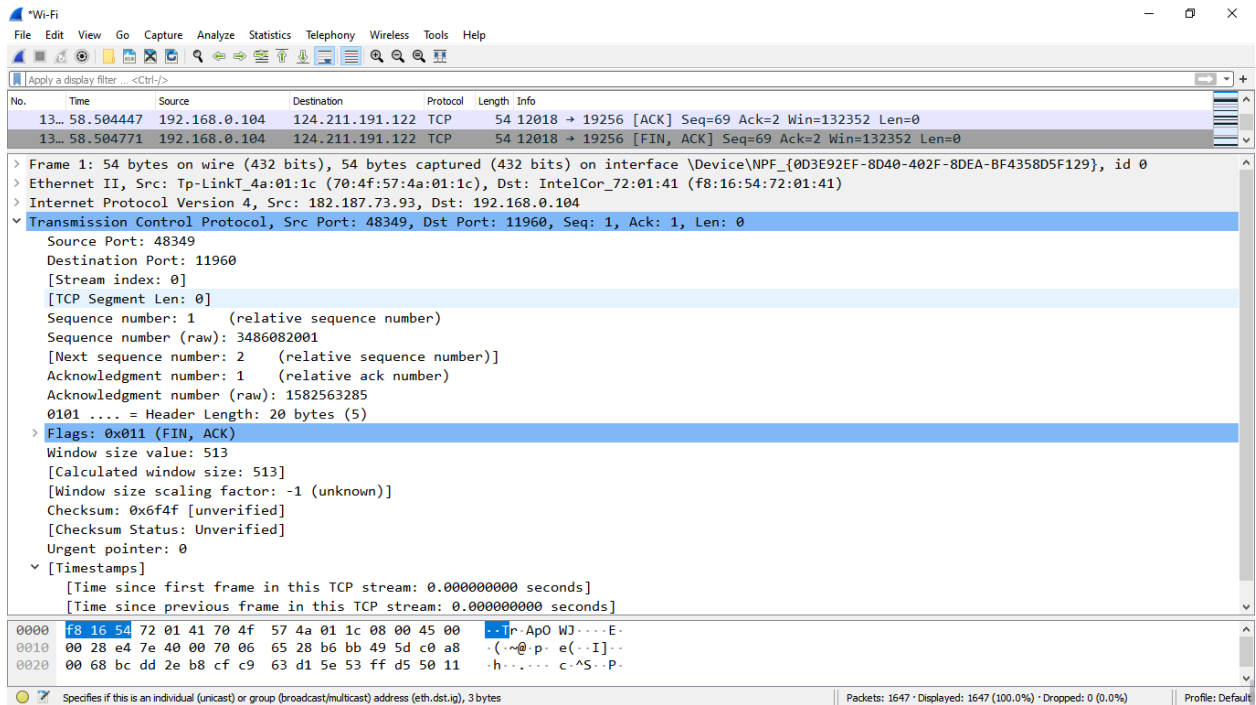 *Wi-Fi
File Edit View Go Capture Analyze Statistics Telephony Wireless Tools Help
Apply a display filter ... <Ctrl-/>
No. Time Source Destination Protocol Length Info
13… 58.504447 192.168.0.104 124.211.191.122 TCP 54 12018 → 19256 [ACK] Seq=69 Ack=2 Win=132352 Len=0
13… 58.504771 192.168.0.104 124.211.191.122 TCP 54 12018 → 19256 [FIN, ACK] Seq=69 Ack=2 Win=132352 Len=0
Frame 1: 54 bytes on wire (432 bits), 54 bytes captured (432 bits) on interface \Device\NPF_{0D3E92EF-8D40-402F-8DEA-BF4358D5F129}, id 0
Ethernet II, Src: Tp-LinkT_4a:01:1c (70:4f:57:4a:01:1c), Dst: IntelCor_72:01:41 (f8:16:54:72:01:41)
Internet Protocol Version 4, Src: 182.187.73.93, Dst: 192.168.0.104
Transmission Control Protocol, Src Port: 48349, Dst Port: 11960, Seq: 1, Ack: 1, Len: 0
Source Port: 48349
Destination Port: 11960
[Stream index: 0]
[TCP Segment Len: 0]
Sequence number: 1 (relative sequence number)
Sequence number (raw): 3486082001
[Next sequence number: 2 (relative sequence number)]
Acknowledgment number: 1 (relative ack number)
Acknowledgment number (raw): 1582563285
0101 .... = Header Length: 20 bytes (5)
Flags: 0x011 (FIN, ACK)
Window size value: 513
[Calculated window size: 513]
[Window size scaling factor: -1 (unknown)]
Checksum: 0x6f4f [unverified]
[Checksum Status: Unverified]
Urgent pointer: 0
[Timestamps]
[Time since first frame in this TCP stream: 0.000000000 seconds]
[Time since previous frame in this TCP stream: 0.000000000 seconds]
0000 f8 16 54 72 01 41 70 4f 57 4a 01 1c 08 00 45 00 ··Tr·ApO WJ····E·
0010 00 28 e4 7e 40 00 70 06 65 28 b6 bb 49 5d c0 a8 ·(·~@·p· e(··I]··
0020 00 68 bc dd 2e b8 cf c9 63 d1 5e 53 ff d5 50 11 ·h··.··· c·^S··P·
Specifies if this is an individual (unicast) or group (broadcast/multicast) address (eth.dst.ig), 3 bytes Packets: 1647 · Displayed: 1647 (100.0%) · Dropped: 0 (0.0%) Profile: Default